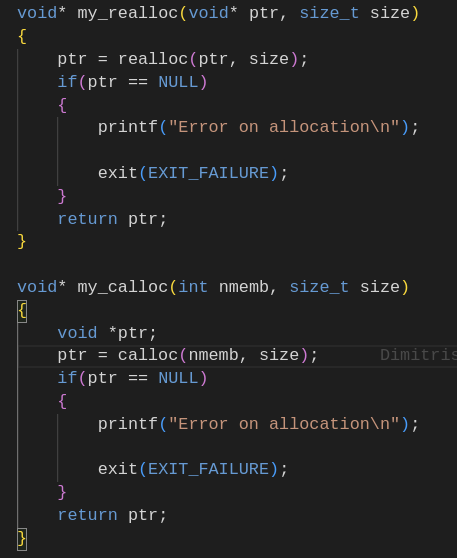 void* my_realloc(void* ptr, size_t size)
{
    ptr = realloc(ptr, size);
    if(ptr == NULL)
    {
        printf("Error on allocation\n");

        exit(EXIT_FAILURE);
    }
    return ptr;
}

void* my_calloc(int nmemb, size_t size)
{
    void *ptr;
    ptr = calloc(nmemb, size);      Dimitris
    if(ptr == NULL)
    {
        printf("Error on allocation\n");

        exit(EXIT_FAILURE);
    }
    return ptr;
}